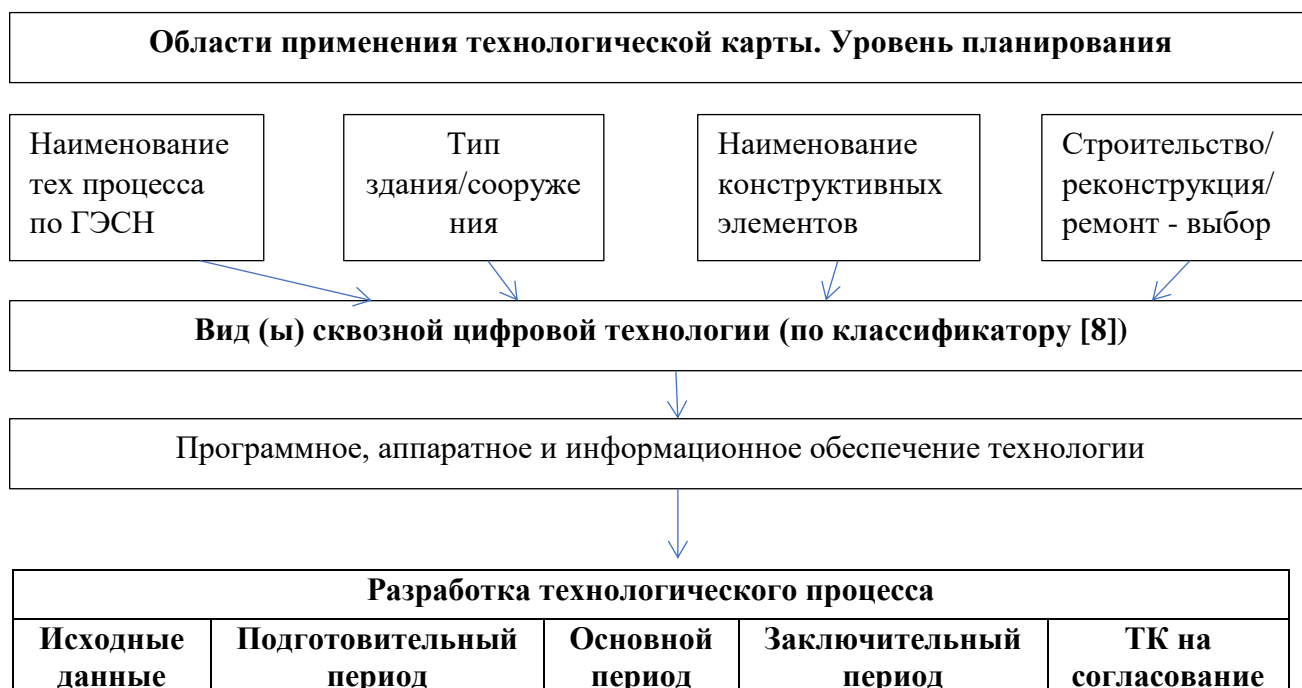 Области применения технологической карты. Уровень планирования
Наименование
тех процесса
по ГЭСН
Тип
здания/сооруже
ния
Наименование
конструктивных
элементов
Строительство/
реконструкция/
ремонт - выбор
Вид (ы) сквозной цифровой технологии (по классификатору [8])
Программное, аппаратное и информационное обеспечение технологии
Разработка технологического процесса
Исходные
данные
Подготовительный
период
Основной
период
Заключительный
период
ТК на
согласование